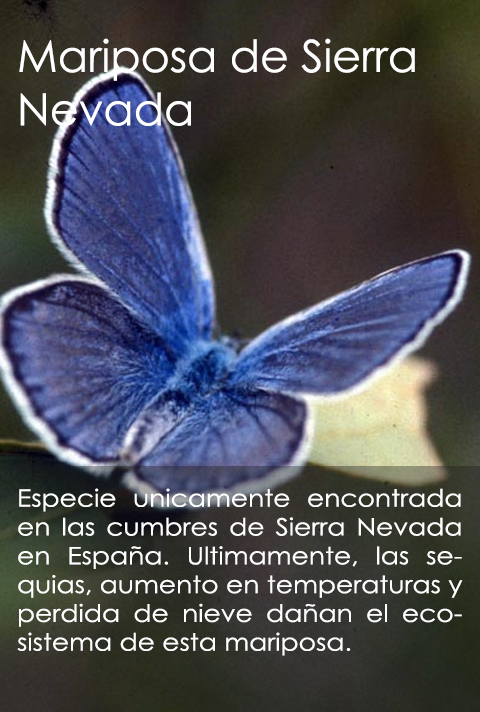 Mariposa de Sierra
Nevada
Especie unicamente encontrada
en las cumbres de Sierra Nevada
en España. Ultimamente, las se-
quias, aumento en temperaturas y
perdida de nieve dañan el eco-
sistema de esta mariposa.